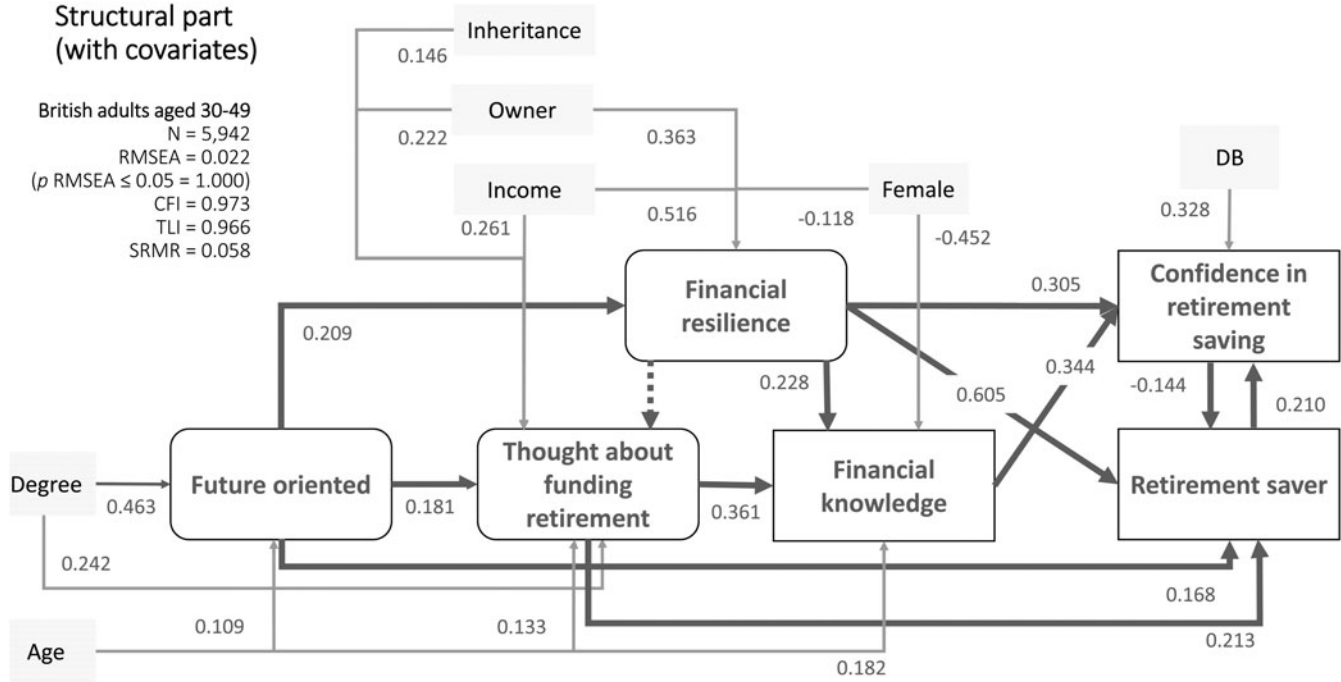 Structural part
(with covariates)
British adults aged 30-49
N = 5,942
RMSEA = 0.022
(p RMSEA ≤ 0.05 = 1.000)
CFI = 0.973
TLI = 0.966
SRMR = 0.058
Inheritance
0.146
Owner
0.222
0.363
DB
Income
Female
0.261
0.516
-0.118
-0.452
0.328
Financial
resilience
Confidence in
retirement
saving
0.305
0.209
0.228
0.344
0.605
-0.144
0.210
Degree
0.463
Future oriented
0.181
Thought about
funding
retirement
0.361
Financial
knowledge
Retirement saver
0.242
0.168
0.109
0.133
0.213
Age
0.182